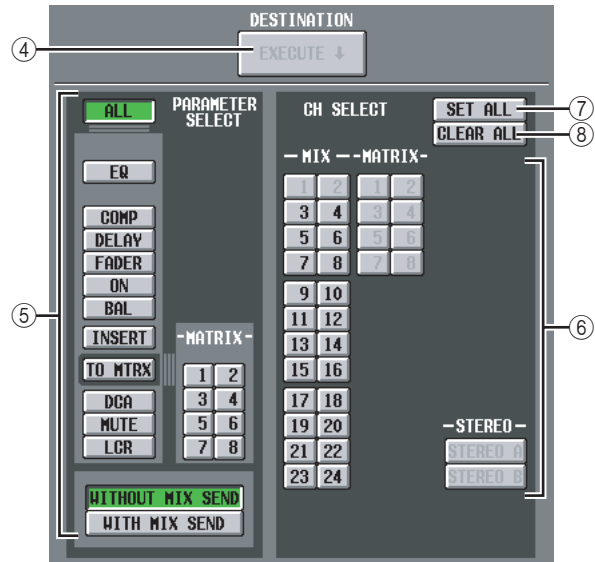 DESTINATION
④ EXECUTE ↓
⑤
ALL PARAMETER SELECT
EQ
COMP
DELAY
FADER
ON
BAL
INSERT
TO MTRX
DCA
MUTE
LCR
-MATRIX-
1 2
3 4
5 6
7 8
WITHOUT MIX SEND
WITH MIX SEND
CH SELECT
SET ALL ⑦
CLEAR ALL ⑧
— MIX — -MATRIX-
1 2 1 2
3 4 3 4
5 6 5 6
7 8 7 8
9 10
11 12
13 14
15 16
17 18
19 20
21 22
23 24
⑥
—STEREO—
STEREO A
STEREO B